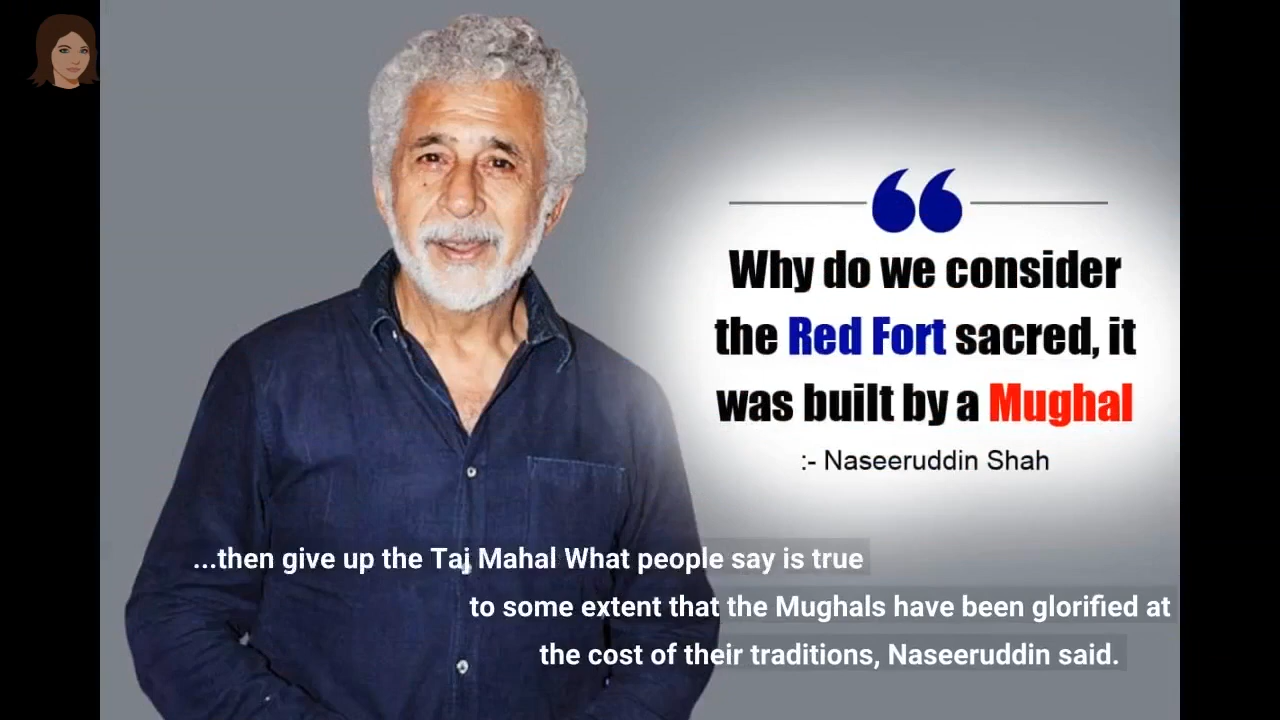 “
Why do we consider
the Red Fort sacred, it
was built by a Mughal
:- Naseeruddin Shah
...then give up the Taj Mahal What people say is true
to some extent that the Mughals have been glorified at
the cost of their traditions, Naseeruddin said.